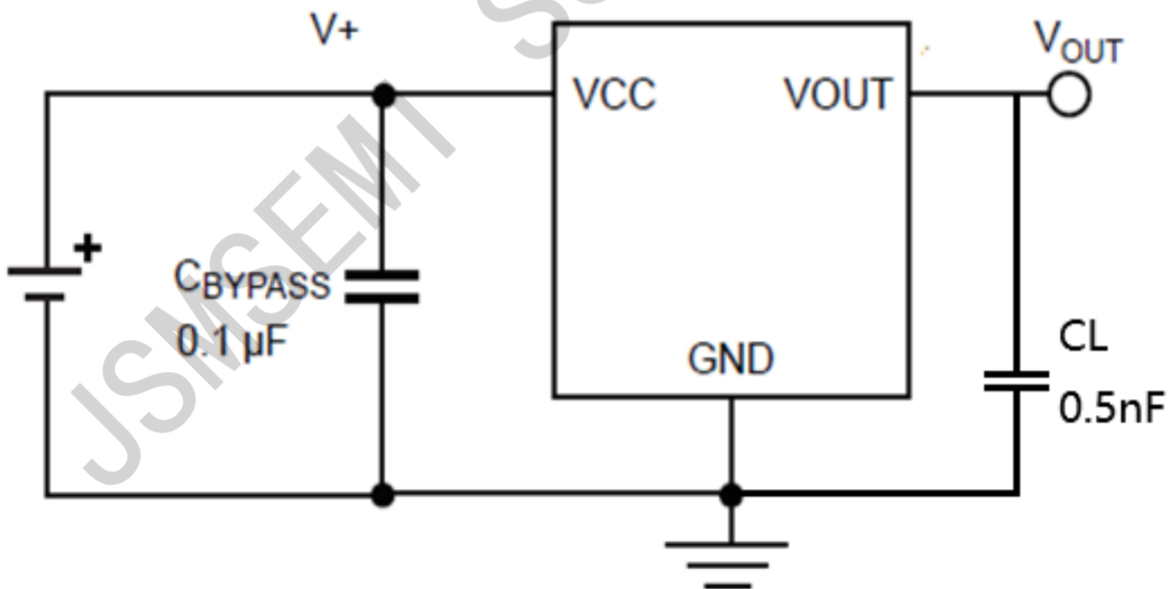 V+
VOUT
VCC
VOUT
+
CBYPASS
0.1 µF
GND
CL
0.5nF
JSMSEMI